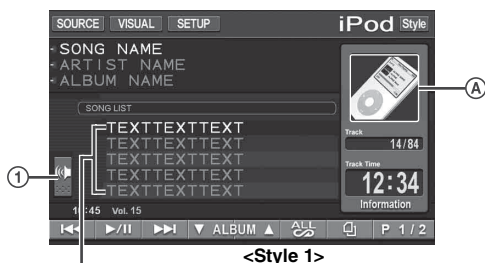 SOURCE VISUAL SETUP iPod Style
SONG NAME
ARTIST NAME
ALBUM NAME
A
SONG LIST
TEXTTEXTTEXT
TEXTTEXTTEXT
TEXTTEXTTEXT
TEXTTEXTTEXT
TEXTTEXTTEXT
Track
14/84
Track Time
12:34
Information
1
10:45 Vol. 15
ALBUM ALL P 1/2
<Style 1>